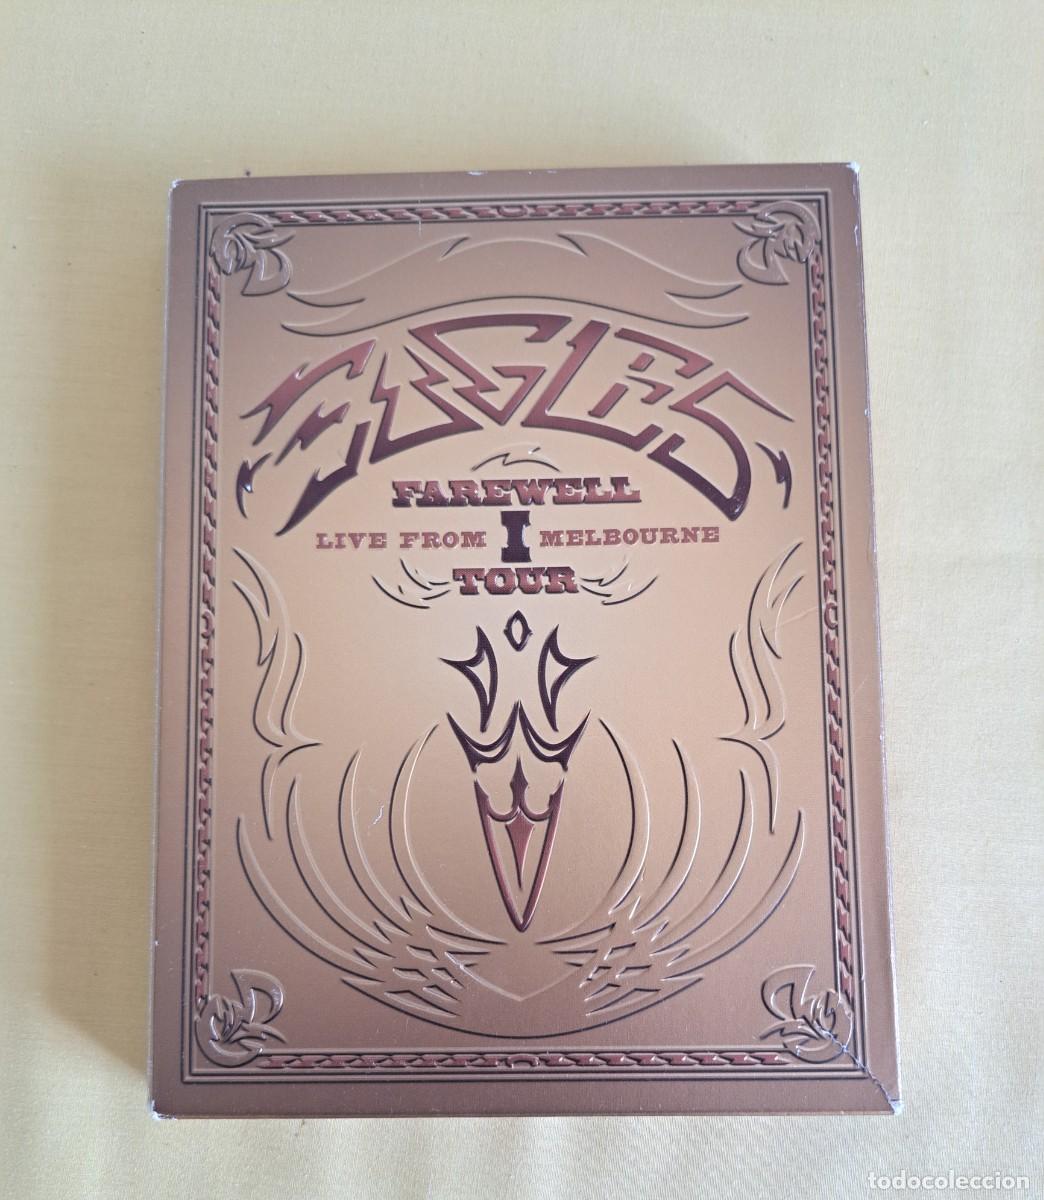 EAGLES
FAREWELL
I
LIVE FROM MELBOURNE
TOUR
todocoleccion